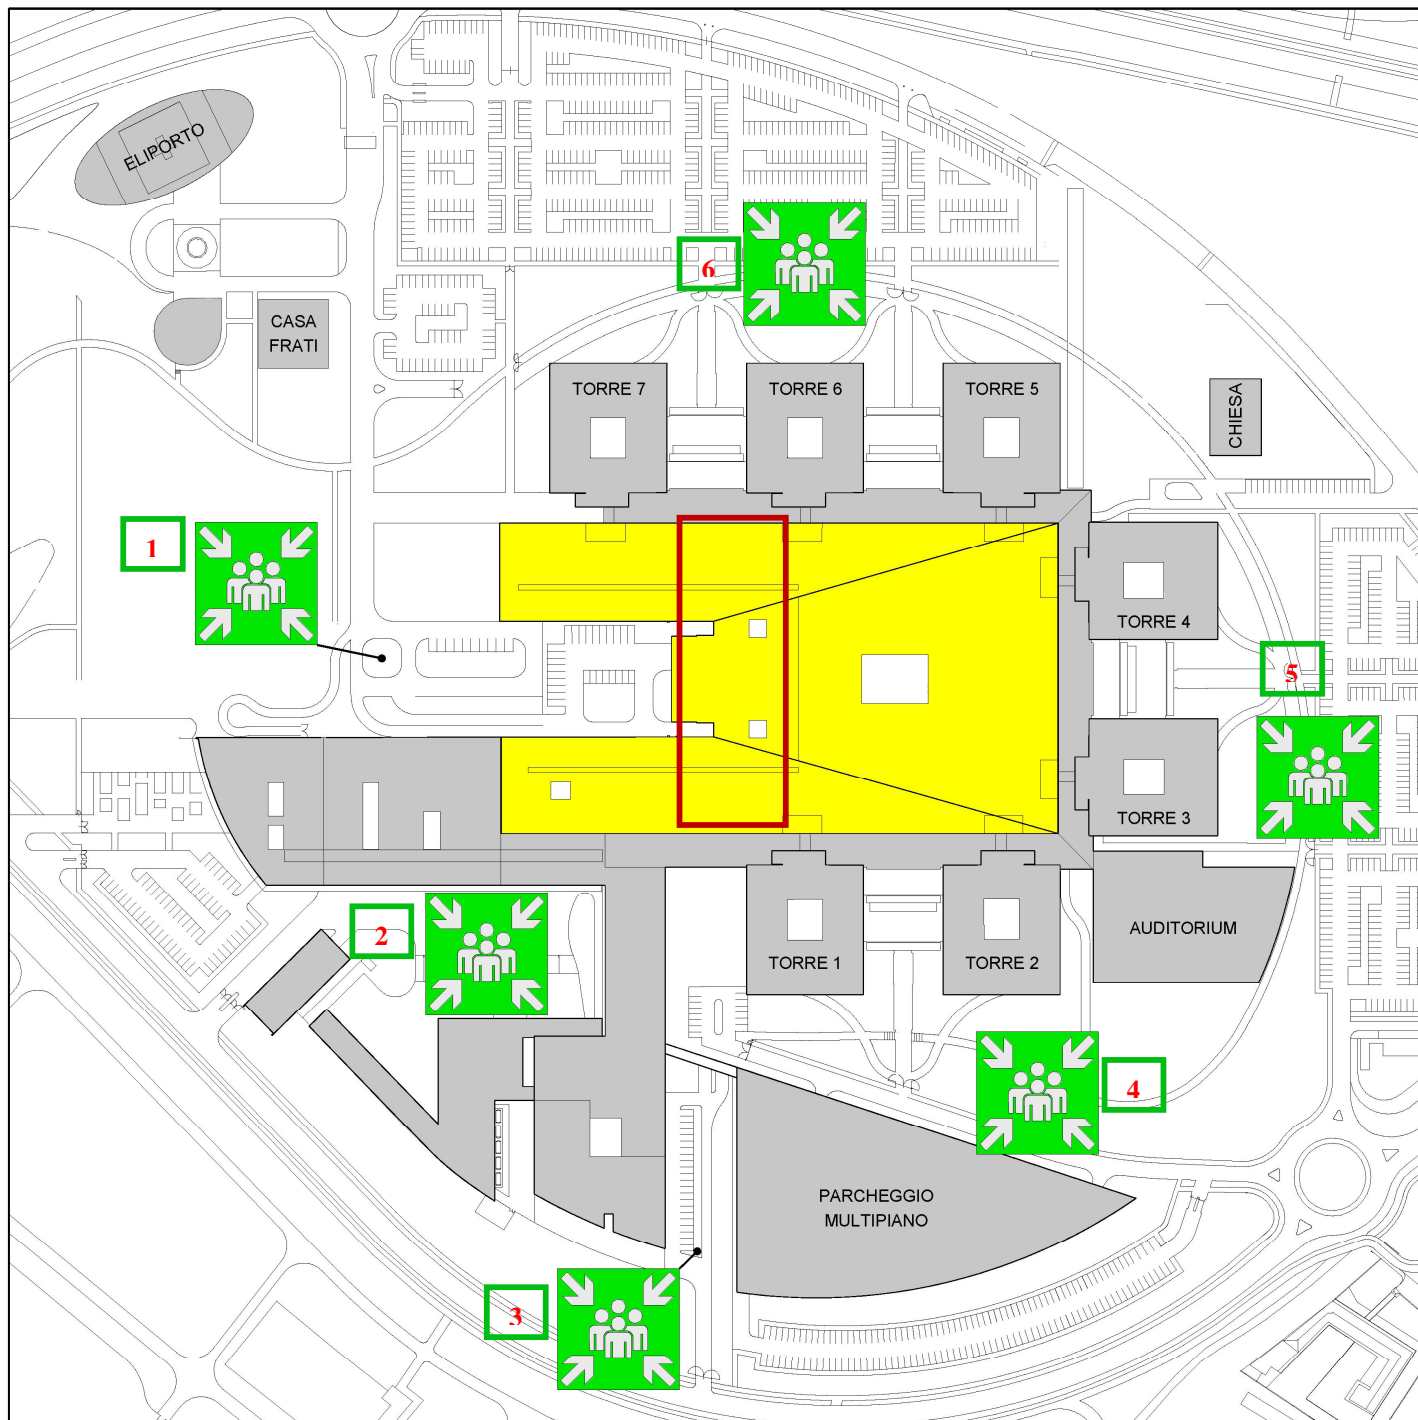 ELIPORTO
6
CASA
FRATI
TORRE 7
TORRE 6
TORRE 5
CHIESA
1
TORRE 4
5
TORRE 3
2
TORRE 1
TORRE 2
AUDITORIUM
4
PARCHEGGIO
MULTIPIANO
3